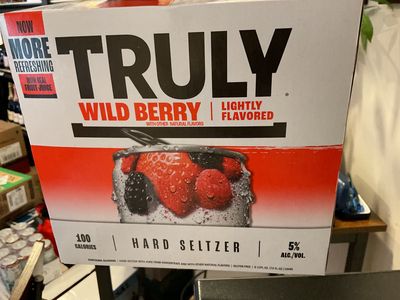 NOW
MORE
REFRESHING
WITH REAL
FRUIT JUICE
TRULY
WILD BERRY | LIGHTLY
FLAVORED
WITH OTHER NATURAL FLAVORS
100
CALORIES
HARD SELTZER
5%
ALC./VOL.